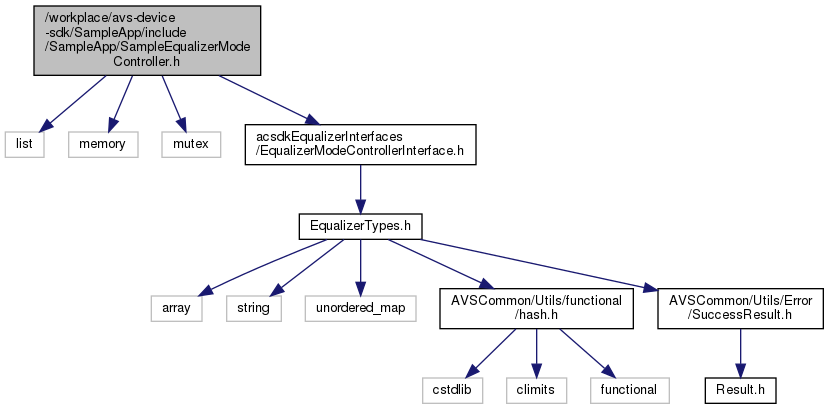 /workplace/avs-device
-sdk/SampleApp/include
/SampleApp/SampleEqualizerMode
Controller.h
list
memory
mutex
acsdkEqualizerInterfaces
/EqualizerModeControllerInterface.h
EqualizerTypes.h
array
string
unordered_map
AVSCommon/Utils/functional
/hash.h
AVSCommon/Utils/Error
/SuccessResult.h
cstdlib
climits
functional
Result.h